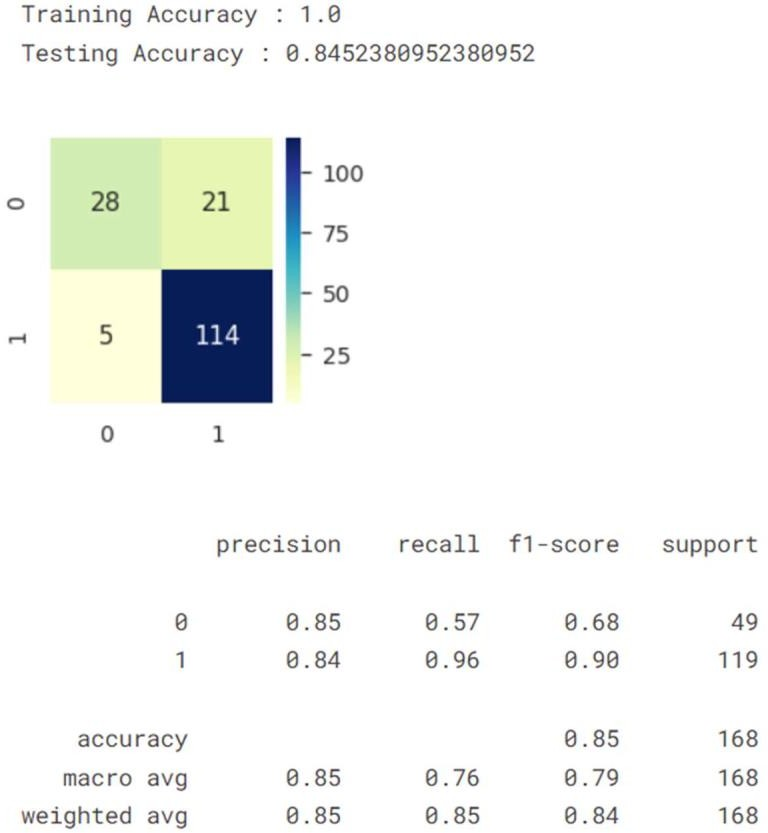 Training Accuracy : 1.0
Testing Accuracy : 0.8452380952380952
0 28 21
1 5 114
0 1
100
75
50
25
precision recall f1-score support
0 0.85 0.57 0.68 49
1 0.84 0.96 0.90 119
accuracy 0.85 168
macro avg 0.85 0.76 0.79 168
weighted avg 0.85 0.85 0.84 168